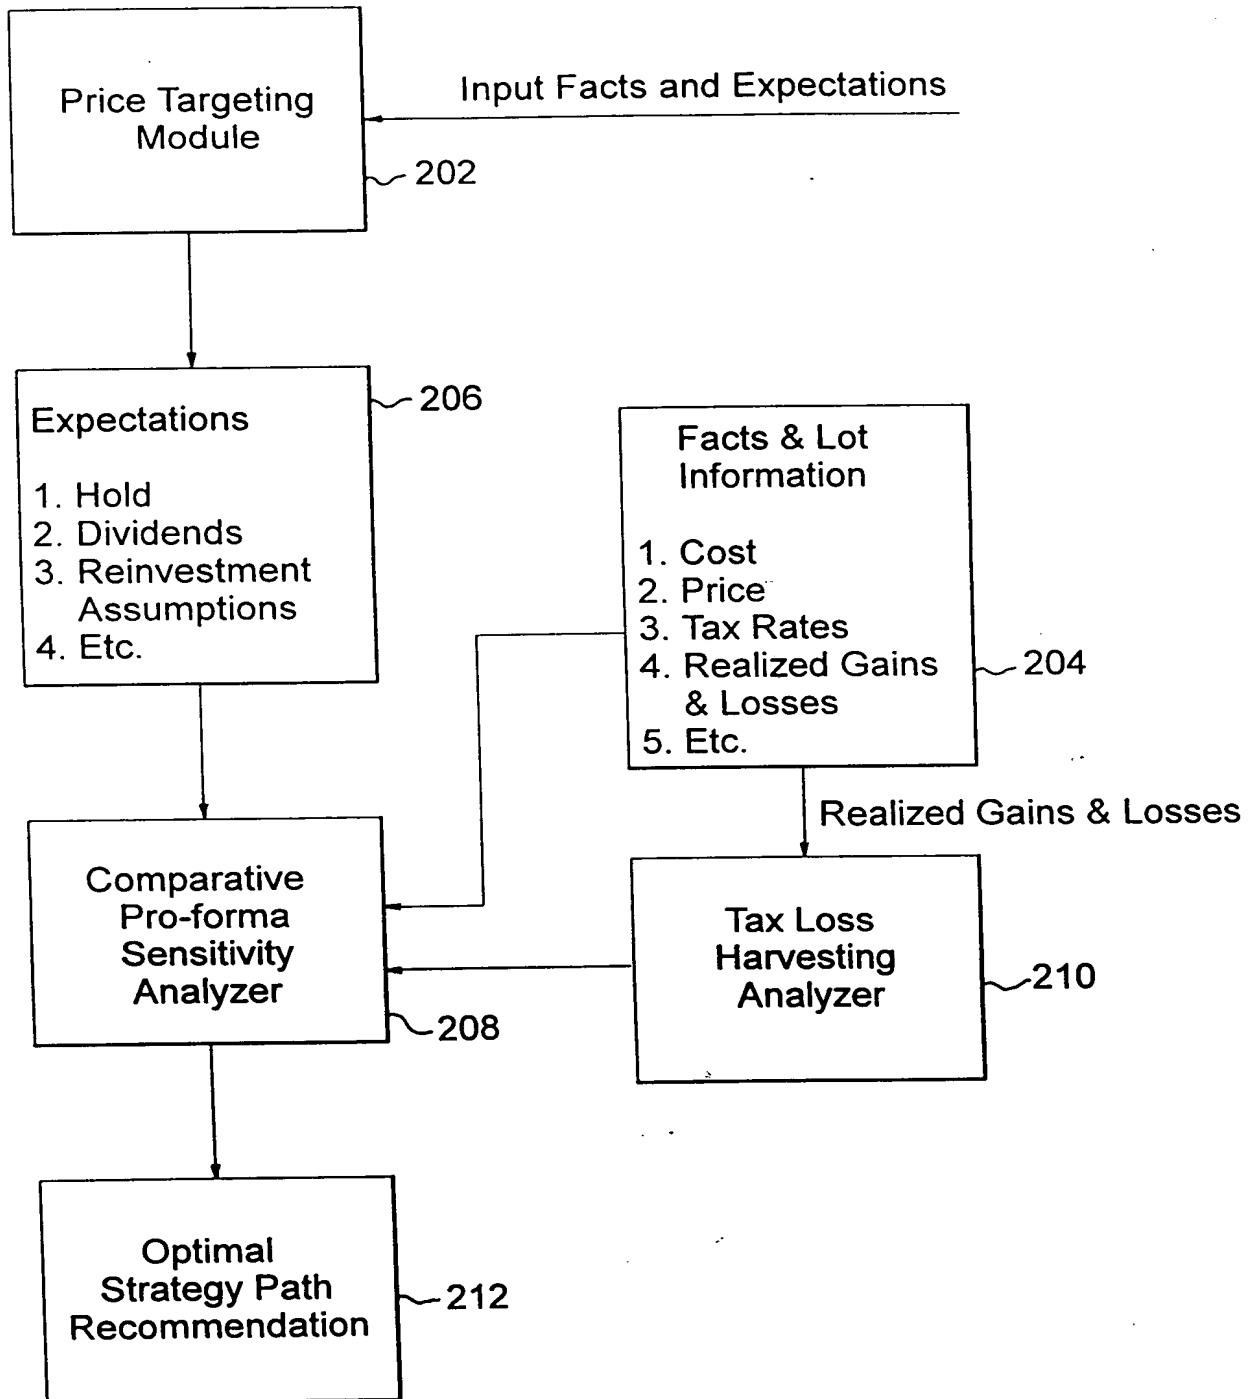 Price Targeting
Module
Input Facts and Expectations
202
Expectations
1. Hold
2. Dividends
3. Reinvestment
Assumptions
4. Etc.
206
Facts & Lot
Information
1. Cost
2. Price
3. Tax Rates
4. Realized Gains
& Losses
5. Etc.
204
Realized Gains & Losses
Comparative
Pro-forma
Sensitivity
Analyzer
208
Tax Loss
Harvesting
Analyzer
210
Optimal
Strategy Path
Recommendation
212